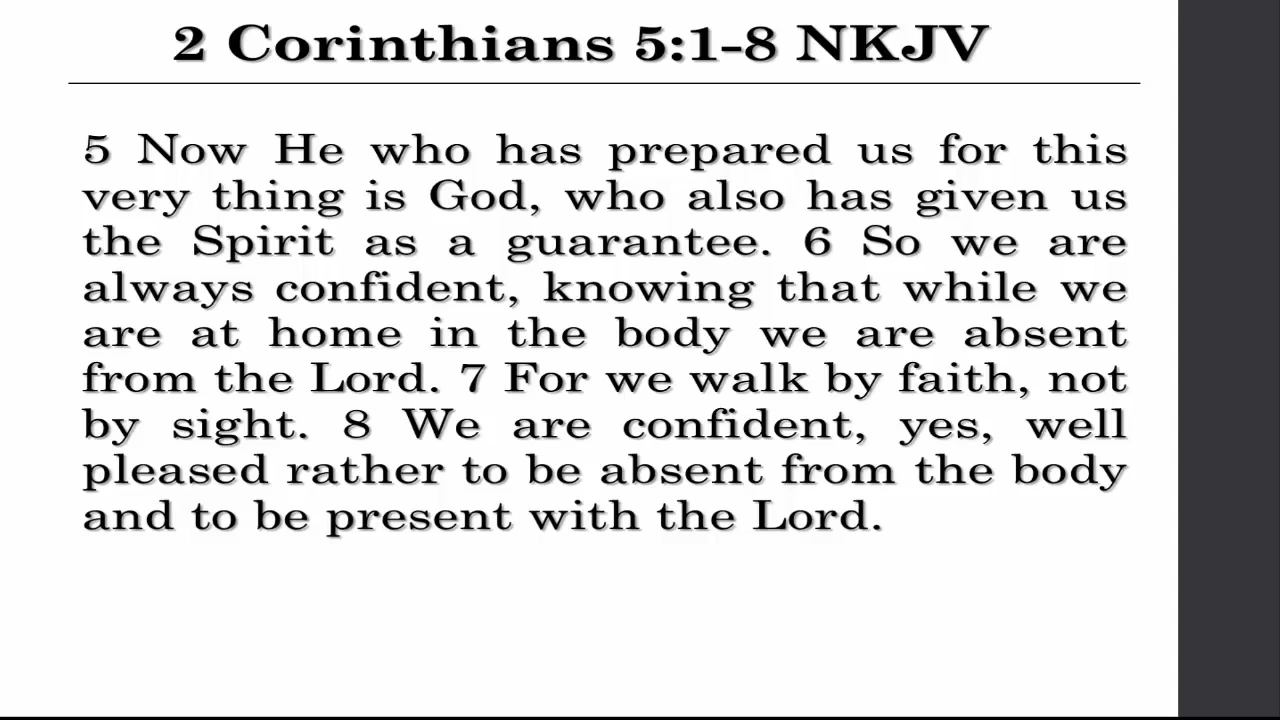 2 Corinthians 5:1-8 NKJV
5 Now He who has prepared us for this
very thing is God, who also has given us
the Spirit as a guarantee. 6 So we are
always confident, knowing that while we
are at home in the body we are absent
from the Lord. 7 For we walk by faith, not
by sight. 8 We are confident, yes, well
pleased rather to be absent from the body
and to be present with the Lord.